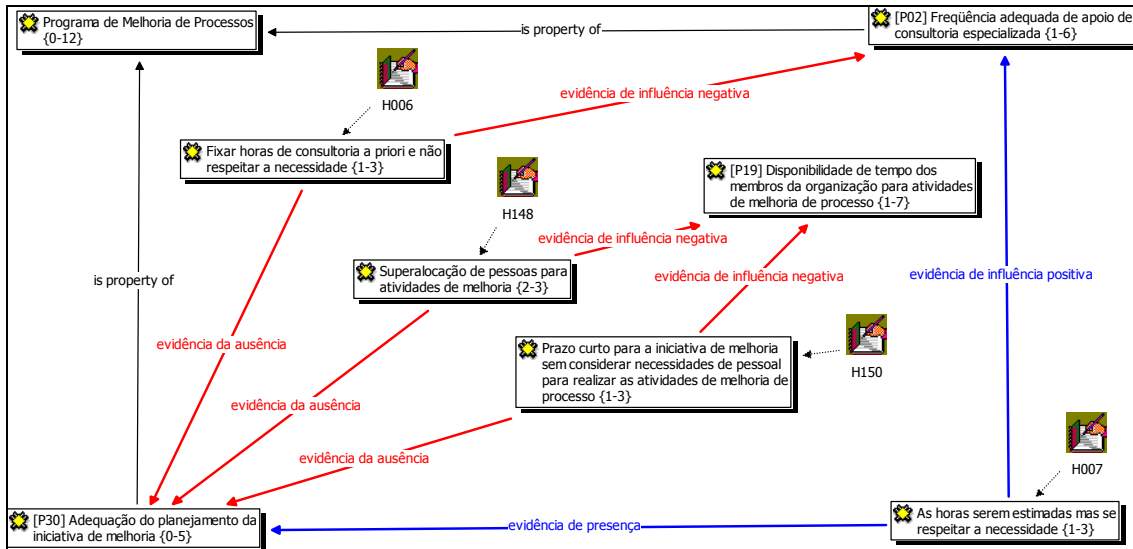 Programa de Melhoria de Processos
{0-12}
is property of
[P02] Freqüência adequada de apoio de
consultoria especializada {1-6}
H006
evidência de influência negativa
Fixar horas de consultoria a priori e não
respeitar a necessidade {1-3}
H148
[P19] Disponibilidade de tempo dos
membros da organização para atividades
de melhoria de processo {1-7}
evidência de influência negativa
Superalocação de pessoas para
atividades de melhoria {2-3}
evidência de influência negativa
evidência de influência positiva
is property of
evidência da ausência
Prazo curto para a iniciativa de melhoria
sem considerar necessidades de pessoal
para realizar as atividades de melhoria de
processo {1-3}
H150
evidência da ausência
evidência da ausência
H007
[P30] Adequação do planejamento da
iniciativa de melhoria {0-5}
evidência de presença
As horas serem estimadas mas se
respeitar a necessidade {1-3}